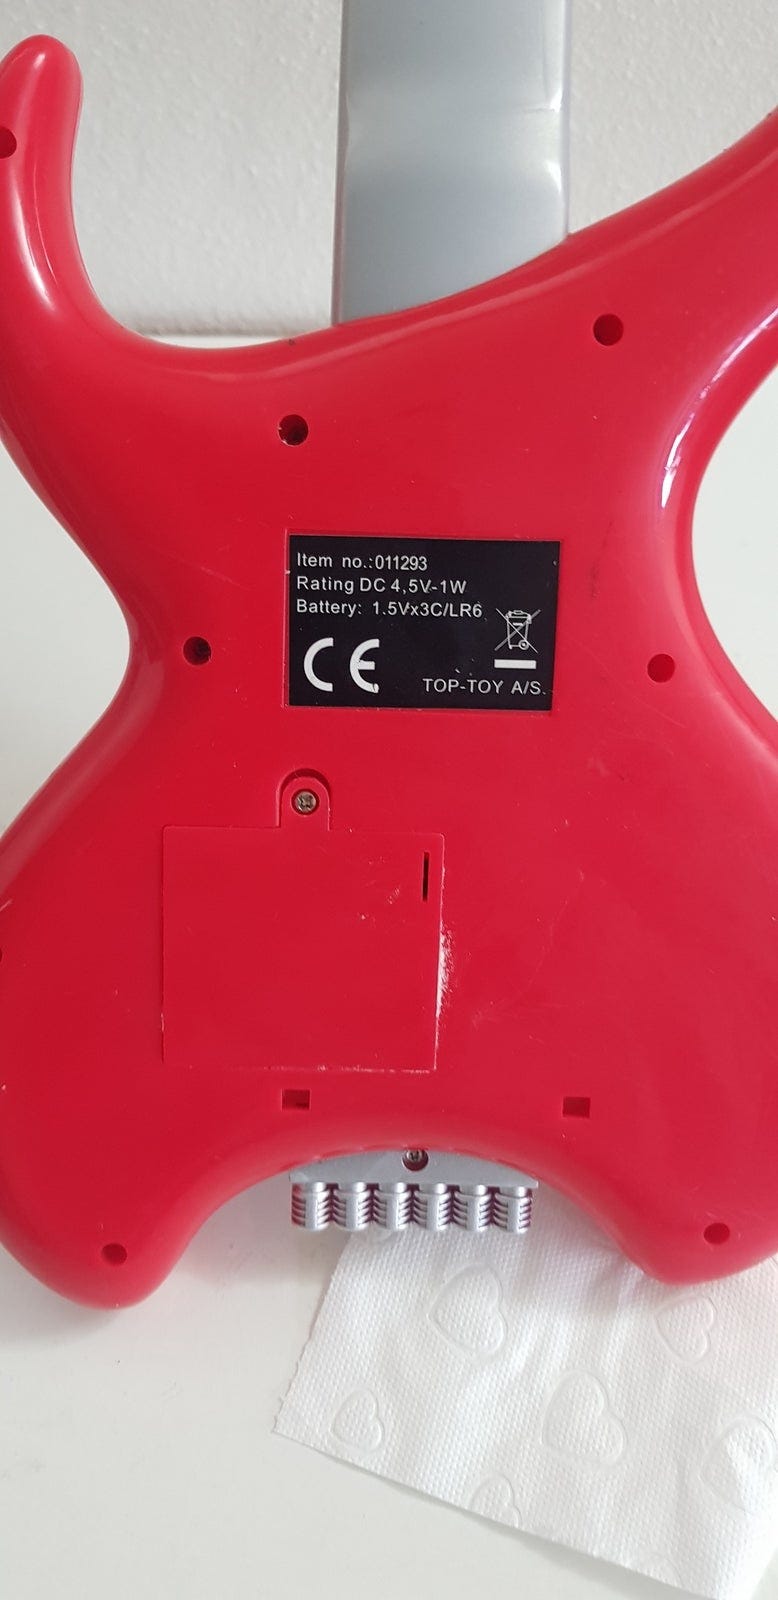 Item no.:011293
Rating DC 4,5V-1W
Battery: 1.5Vx3C/LR6
CE
TOP-TOY A/S.